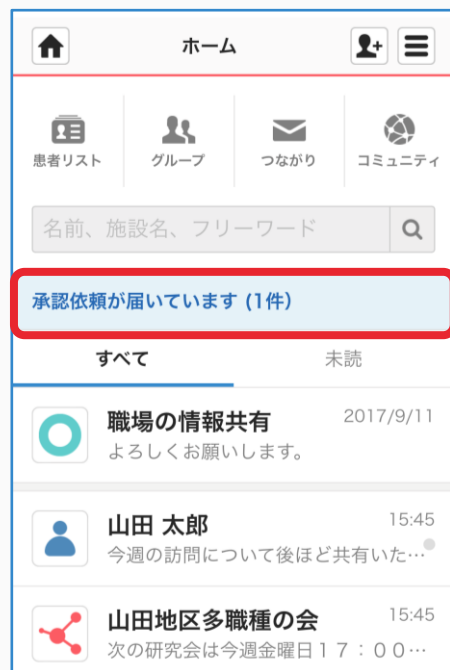 ホーム
患者リスト
グループ
つながり
コミュニティ
名前、施設名、フリーワード
承認依頼が届いています (1件)
すべて
未読
職場の情報共有
2017/9/11
よろしくお願いします。
山田 太郎
15:45
今週の訪問について後ほど共有いた…
山田地区多職種の会
15:45
次の研究会は今週金曜日１７：００…